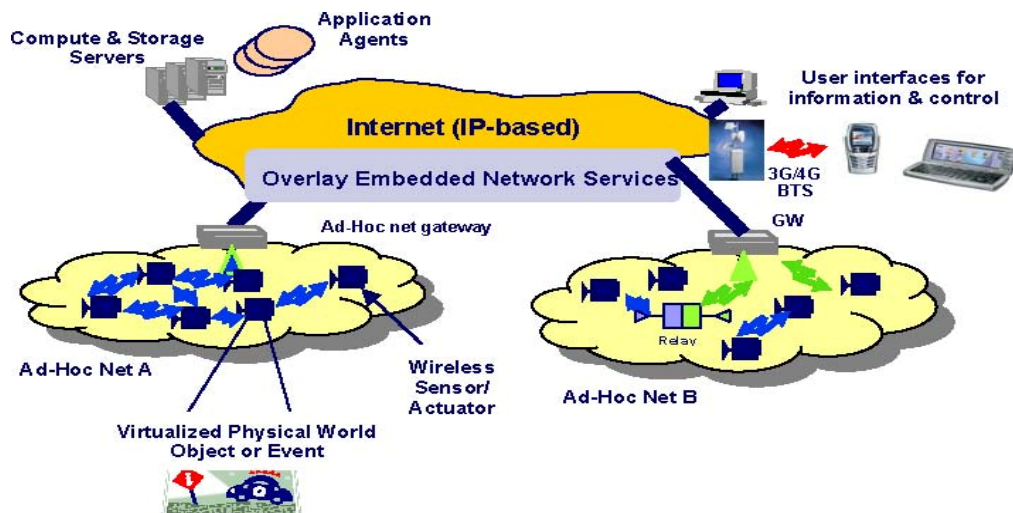 Application
Agents
Compute & Storage
Servers
User interfaces for
information & control
Internet (IP-based)
3G/4G
BTS
Overlay Embedded Network Services
Ad-Hoc net gateway
GW
Relay
Ad-Hoc Net A
Wireless
Sensor/
Actuator
Ad-Hoc Net B
Virtualized Physical World
Object or Event